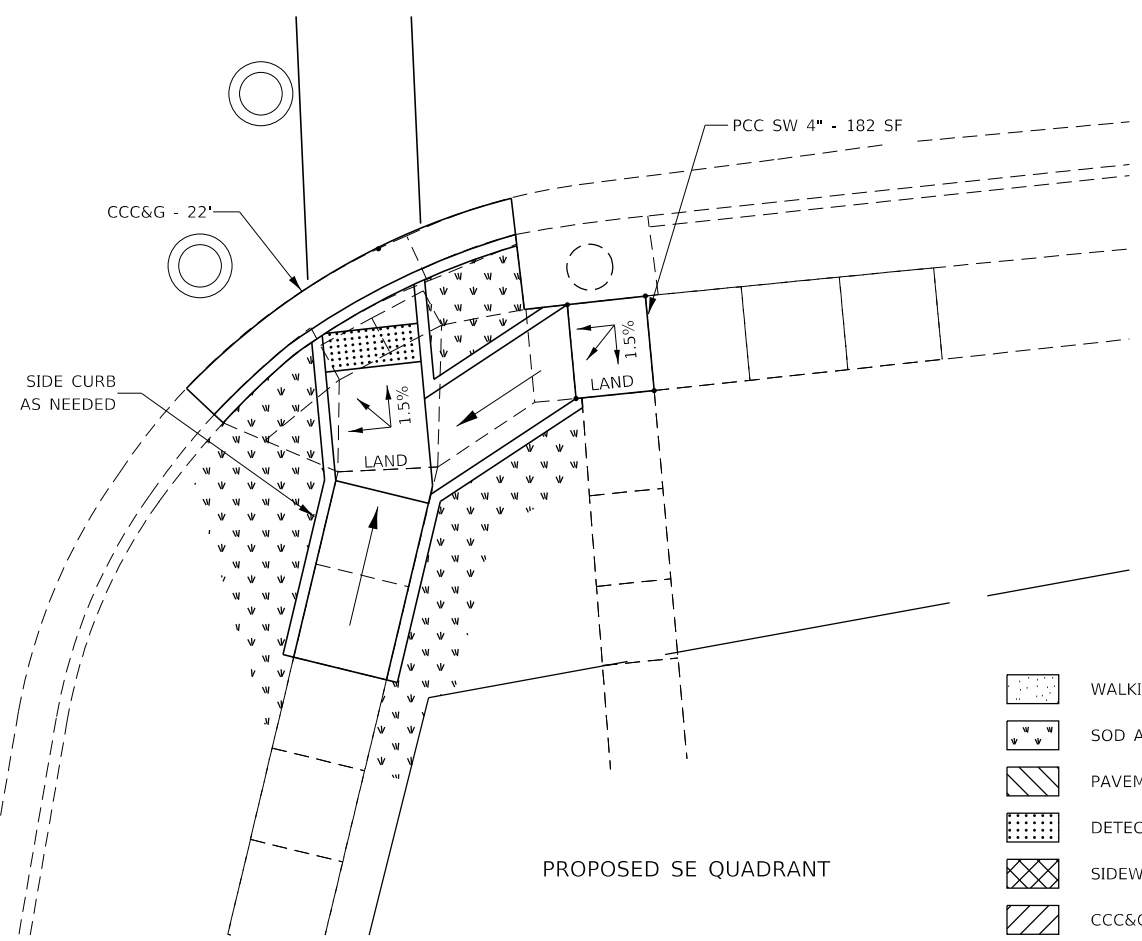 PCC SW 4" - 182 SF
CCC&G - 22'
1.5%
LAND
SIDE CURB
AS NEEDED
1.5%
LAND
WALKI
SOD A
PAVEM
DETEC
SIDEW
CCC&G
PROPOSED SE QUADRANT